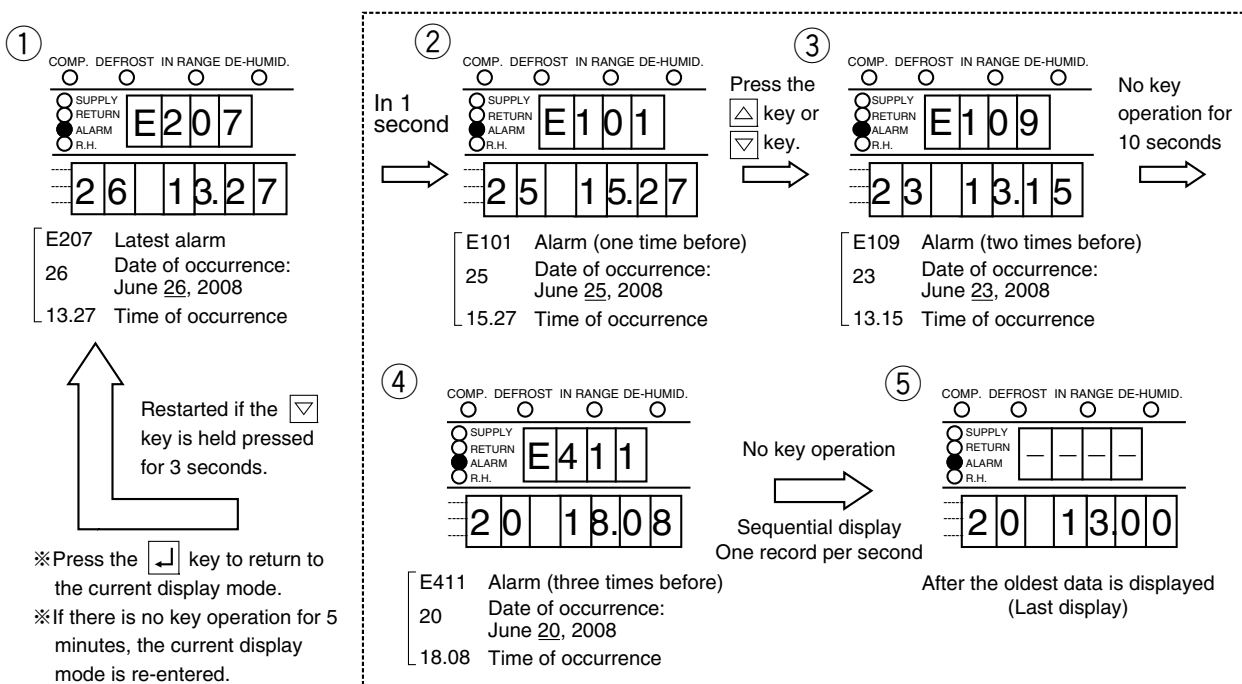 ①
COMP. DEFROST IN RANGE DE-HUMID.
SUPPLY
RETURN
ALARM
R.H.
E207
26 13.27
E207 Latest alarm
26 Date of occurrence:
June 26, 2008
13.27 Time of occurrence
In 1
second
②
COMP. DEFROST IN RANGE DE-HUMID.
SUPPLY
RETURN
ALARM
R.H.
E101
25 15.27
E101 Alarm (one time before)
25 Date of occurrence:
June 25, 2008
15.27 Time of occurrence
Press the
△ key or
▽ key.
③
COMP. DEFROST IN RANGE DE-HUMID.
SUPPLY
RETURN
ALARM
R.H.
E109
23 13.15
E109 Alarm (two times before)
23 Date of occurrence:
June 23, 2008
13.15 Time of occurrence
No key
operation for
10 seconds
④
COMP. DEFROST IN RANGE DE-HUMID.
SUPPLY
RETURN
ALARM
R.H.
E411
20 18.08
E411 Alarm (three times before)
20 Date of occurrence:
June 20, 2008
18.08 Time of occurrence
No key operation
Sequential display
One record per second
⑤
COMP. DEFROST IN RANGE DE-HUMID.
SUPPLY
RETURN
ALARM
R.H.
– – – –
20 13.00
After the oldest data is displayed
(Last display)
Restarted if the ▽
key is held pressed
for 3 seconds.
※Press the ↵ key to return to
the current display mode.
※If there is no key operation for 5
minutes, the current display
mode is re-entered.